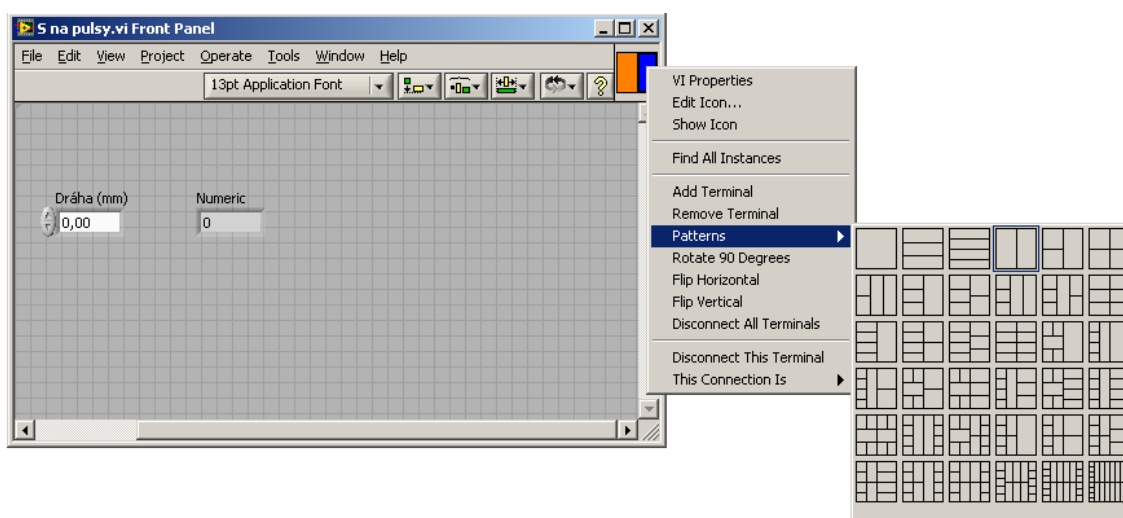 S na pulsy.vi Front Panel
File Edit View Project Operate Tools Window Help
13pt Application Font
Dráha (mm)
0,00
Numeric
0
VI Properties
Edit Icon...
Show Icon
Find All Instances
Add Terminal
Remove Terminal
Patterns
Rotate 90 Degrees
Flip Horizontal
Flip Vertical
Disconnect All Terminals
Disconnect This Terminal
This Connection Is